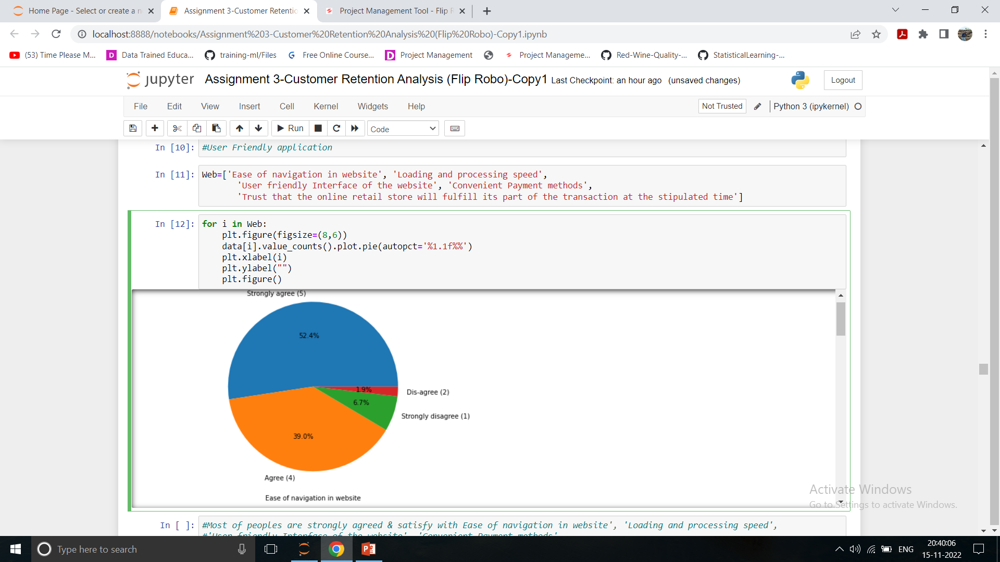 Home Page - Select or create a n
Assignment 3-Customer Retentic
Project Management Tool - Flip R
localhost:8888/notebooks/Assignment%203-Customer%20Retention%20Analysis%20(Flip%20Robo)-Copy1.ipynb
(53) Time Please M...
Data Trained Educa...
training-ml/Files
Free Online Course...
Project Management
Project Manageme...
Red-Wine-Quality-...
StatisticalLearning-...
jupyter
Assignment 3-Customer Retention Analysis (Flip Robo)-Copy1 Last Checkpoint: an hour ago (unsaved changes)
Logout
File Edit View Insert Cell Kernel Widgets Help
Not Trusted
Python 3 (ipykernel)
Run
Code
In [10]: #User Friendly application
In [11]: Web=['Ease of navigation in website', 'Loading and processing speed',
'User friendly Interface of the website', 'Convenient Payment methods',
'Trust that the online retail store will fulfill its part of the transaction at the stipulated time']
In [12]: for i in Web:
plt.figure(figsize=(8,6))
data[i].value_counts().plot.pie(autopct='%1.1f%%')
plt.xlabel(i)
plt.ylabel("")
plt.figure()
Strongly agree (5)
52.4%
1.9%
Dis-agree (2)
6.7%
Strongly disagree (1)
39.0%
Agree (4)
Ease of navigation in website
Activate Windows
Go to Settings to activate Windows.
In [ ]: #Most of peoples are strongly agreed & satisfy with Ease of navigation in website', 'Loading and processing speed',
#'User friendly Interface of the website', 'Convenient Payment methods'
Type here to search
ENG
20:40:06
15-11-2022